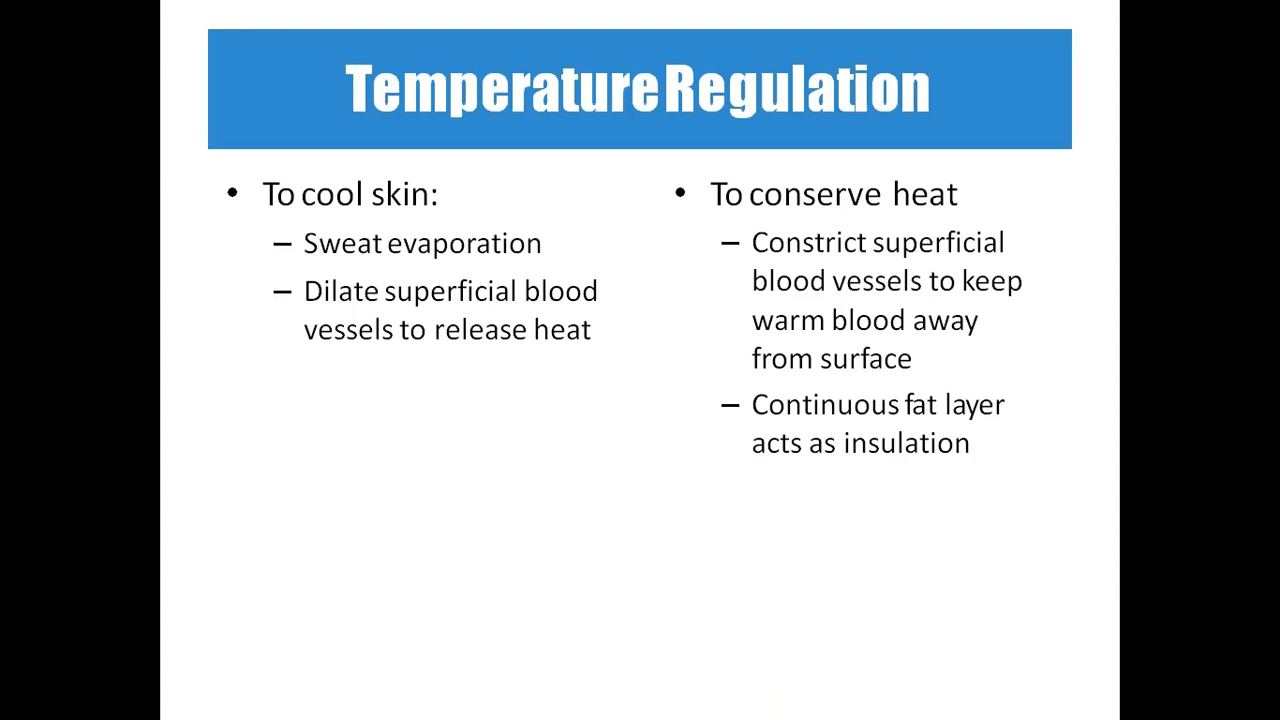 Temperature Regulation
• To cool skin:
– Sweat evaporation
– Dilate superficial blood
vessels to release heat
• To conserve heat
– Constrict superficial
blood vessels to keep
warm blood away
from surface
– Continuous fat layer
acts as insulation